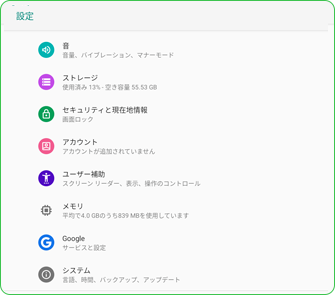 設定
音
音量、バイブレーション、マナーモード
ストレージ
使用済み 13% - 空き容量 55.53 GB
セキュリティと現在地情報
画面ロック
アカウント
アカウントが追加されていません
ユーザー補助
スクリーン リーダー、表示、操作のコントロール
メモリ
平均で4.0 GBのうち839 MBを使用しています
Google
サービスと設定
システム
言語、時間、バックアップ、アップデート